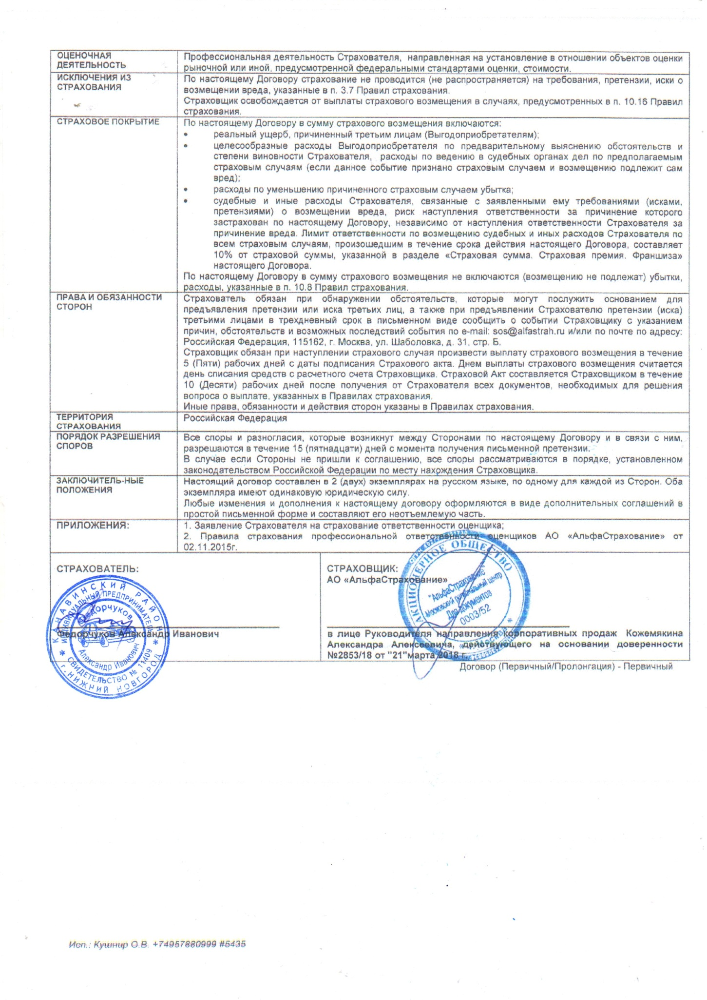 ОЦЕНОЧНАЯ
ДЕЯТЕЛЬНОСТЬ
Профессиональная деятельность Страхователя, направленная на установление в отношении объектов оценки
рыночной или иной, предусмотренной федеральными стандартами оценки, стоимости.
ИСКЛЮЧЕНИЯ ИЗ
СТРАХОВАНИЯ
По настоящему Договору страхование не проводится (не распространяется) на требования, претензии, иски о
возмещении вреда, указанные в п. 3.7 Правил страхования.
Страховщик освобождается от выплаты страхового возмещения в случаях, предусмотренных в п. 10.16 Правил
страхования.
СТРАХОВОЕ ПОКРЫТИЕ
По настоящему Договору в сумму страхового возмещения включаются:
• реальный ущерб, причиненный третьим лицам (Выгодоприобретателям);
• целесообразные расходы Выгодоприобретателя по предварительному выяснению обстоятельств и
степени виновности Страхователя, расходы по ведению в судебных органах дел по предполагаемым
страховым случаям (если данное событие признано страховым случаем и возмещению подлежит сам
вред);
• расходы по уменьшению причиненного страховым случаем убытка;
• судебные и иные расходы Страхователя, связанные с заявленными ему требованиями (исками,
претензиями) о возмещении вреда, риск наступления ответственности за причинение которого
застрахован по настоящему Договору, независимо от наступления ответственности Страхователя за
причинение вреда. Лимит ответственности по возмещению судебных и иных расходов Страхователя по
всем страховым случаям, произошедшим в течение срока действия настоящего Договора, составляет
10% от страховой суммы, указанной в разделе «Страховая сумма. Страховая премия. Франшиза»
настоящего Договора.
По настоящему Договору в сумму страхового возмещения не включаются (возмещению не подлежат) убытки,
расходы, указанные в п. 10.8 Правил страхования.
ПРАВА И ОБЯЗАННОСТИ
СТОРОН
Страхователь обязан при обнаружении обстоятельств, которые могут послужить основанием для
предъявления претензии или иска третьих лиц, а также при предъявлении Страхователю претензии (иска)
третьими лицами в трехдневный срок в письменном виде сообщить о событии Страховщику с указанием
причин, обстоятельств и возможных последствий события по e-mail: sos@alfastrah.ru и/или по почте по адресу:
Российская Федерация, 115162, г. Москва, ул. Шаболовка, д. 31, стр. Б.
Страховщик обязан при наступлении страхового случая произвести выплату страхового возмещения в течение
5 (Пяти) рабочих дней с даты подписания Страхового акта. Днем выплаты страхового возмещения считается
день списания средств с расчетного счета Страховщика. Страховой Акт составляется Страховщиком в течение
10 (Десяти) рабочих дней после получения от Страхователя всех документов, необходимых для решения
вопроса о выплате, указанных в Правилах страхования.
Иные права, обязанности и действия сторон указаны в Правилах страхования.
ТЕРРИТОРИЯ
СТРАХОВАНИЯ
Российская Федерация
ПОРЯДОК РАЗРЕШЕНИЯ
СПОРОВ
Все споры и разногласия, которые возникнут между Сторонами по настоящему Договору и в связи с ним,
разрешаются в течение 15 (пятнадцати) дней с момента получения письменной претензии.
В случае если Стороны не пришли к соглашению, все споры рассматриваются в порядке, установленном
законодательством Российской Федерации по месту нахождения Страховщика.
ЗАКЛЮЧИТЕЛЬ-НЫЕ
ПОЛОЖЕНИЯ
Настоящий договор составлен в 2 (двух) экземплярах на русском языке, по одному для каждой из Сторон. Оба
экземпляра имеют одинаковую юридическую силу.
Любые изменения и дополнения к настоящему договору оформляются в виде дополнительных соглашений в
простой письменной форме и составляют его неотъемлемую часть.
ПРИЛОЖЕНИЯ:
1. Заявление Страхователя на страхование ответственности оценщика;
2. Правила страхования профессиональной ответственности оценщиков АО «АльфаСтрахование» от
02.11.2015г.
СТРАХОВАТЕЛЬ:
Федорчуков Александр Иванович
КАНАВИНСКИЙ РАЙОН
ИНДИВИДУАЛЬНЫЙ ПРЕДПРИНИМАТЕЛЬ
Федорчуков
Александр Иванович
СВИДЕТЕЛЬСТВО № 11409
г. НИЖНИЙ НОВГОРОД
СТРАХОВЩИК:
АО «АльфаСтрахование»
АКЦИОНЕРНОЕ ОБЩЕСТВО
"АльфаСтрахование"
Московский региональный центр
Для документов
0003/52
г. Москва
в лице Руководителя направления корпоративных продаж Кожемякина
Александра Алексеевича, действующего на основании доверенности
№2853/18 от "21"марта 2018 г.
Договор (Первичный/Пролонгация) - Первичный
Исп.: Кушнир О.В. +74957880999 #5435